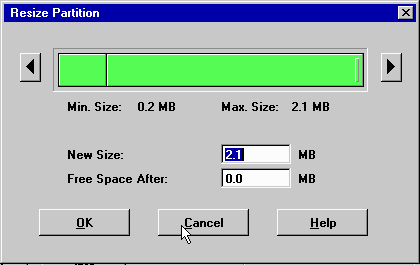 Resize Partition
Min. Size: 0.2 MB Max. Size: 2.1 MB
New Size: 2.1 MB
Free Space After: 0.0 MB
OK Cancel Help